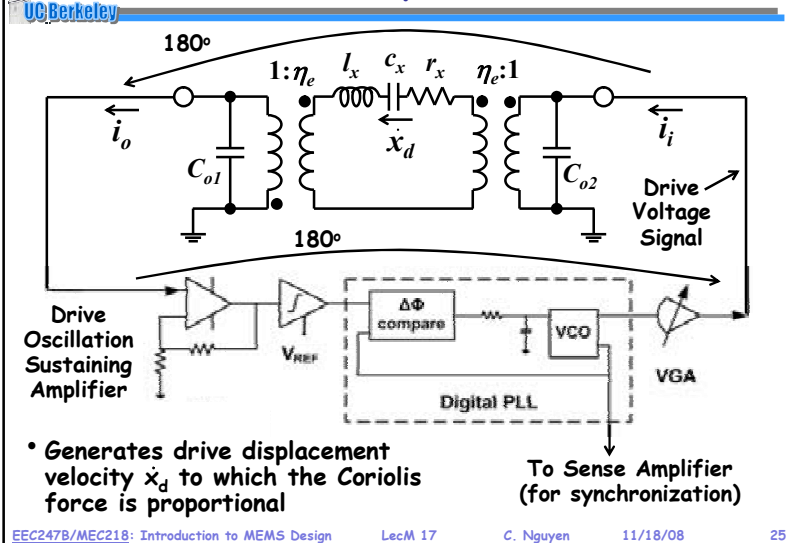 UC Berkeley
180o
1:ηe
lx
cx
rx
ηe:1
io
ẋd
ii
Co1
Co2
Drive
Voltage
Signal
180o
Drive
Oscillation
Sustaining
Amplifier
VREF
ΔΦ
compare
VCO
VGA
Digital PLL
• Generates drive displacement
velocity ẋd to which the Coriolis
force is proportional
To Sense Amplifier
(for synchronization)
EEC247B/MEC218: Introduction to MEMS Design LecM 17 C. Nguyen 11/18/08 25